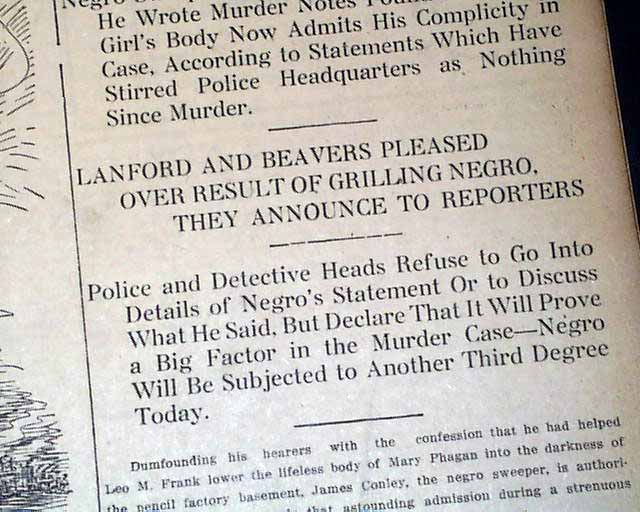 Negro
He Wrote Murder Notes
Girl's Body Now Admits His Complicity in
Case, According to Statements Which Have
Stirred Police Headquarters as Nothing
Since Murder.
LANFORD AND BEAVERS PLEASED
OVER RESULT OF GRILLING NEGRO,
THEY ANNOUNCE TO REPORTERS
Police and Detective Heads Refuse to Go Into
Details of Negro's Statement Or to Discuss
What He Said, But Declare That It Will Prove
a Big Factor in the Murder Case—Negro
Will Be Subjected to Another Third Degree
Today.
Dumfounding his hearers with the confession that he had helped
Leo M. Frank lower the lifeless body of Mary Phagan into the darkness of
the pencil factory basement, James Conley, the negro sweeper, is authori-
that astounding admission during a strenuous